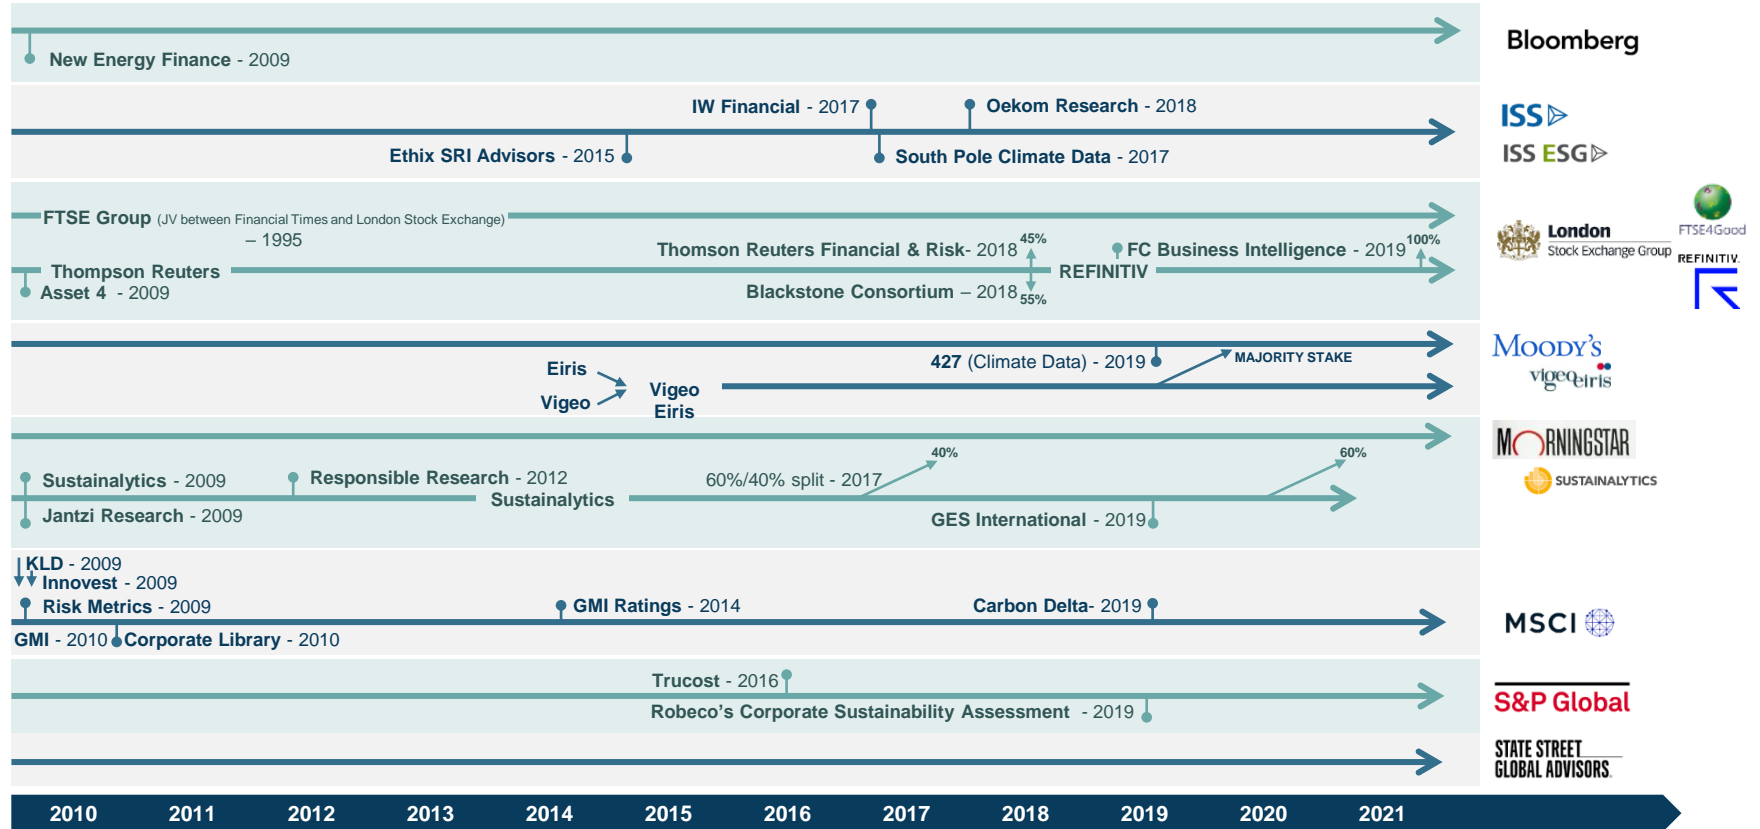 New Energy Finance - 2009
Bloomberg
IW Financial - 2017
Oekom Research - 2018
Ethix SRI Advisors - 2015
South Pole Climate Data - 2017
ISS
ISS ESG
FTSE Group (JV between Financial Times and London Stock Exchange)
– 1995
Thomson Reuters Financial & Risk- 2018
45%
FC Business Intelligence - 2019
100%
Thompson Reuters
REFINITIV
Asset 4 - 2009
Blackstone Consortium – 2018
55%
London
Stock Exchange Group
FTSE4Good
REFINITIV
427 (Climate Data) - 2019
MAJORITY STAKE
Eiris
Vigeo
Vigeo
Eiris
MOODY'S
vigeoeiris
Sustainalytics - 2009
Responsible Research - 2012
60%/40% split - 2017
40%
60%
Sustainalytics
Jantzi Research - 2009
GES International - 2019
MORNINGSTAR
SUSTAINALYTICS
KLD - 2009
Innovest - 2009
Risk Metrics - 2009
GMI Ratings - 2014
Carbon Delta- 2019
GMI - 2010
Corporate Library - 2010
MSCI
Trucost - 2016
Robeco's Corporate Sustainability Assessment - 2019
S&P Global
STATE STREET
GLOBAL ADVISORS.
2010 2011 2012 2013 2014 2015 2016 2017 2018 2019 2020 2021